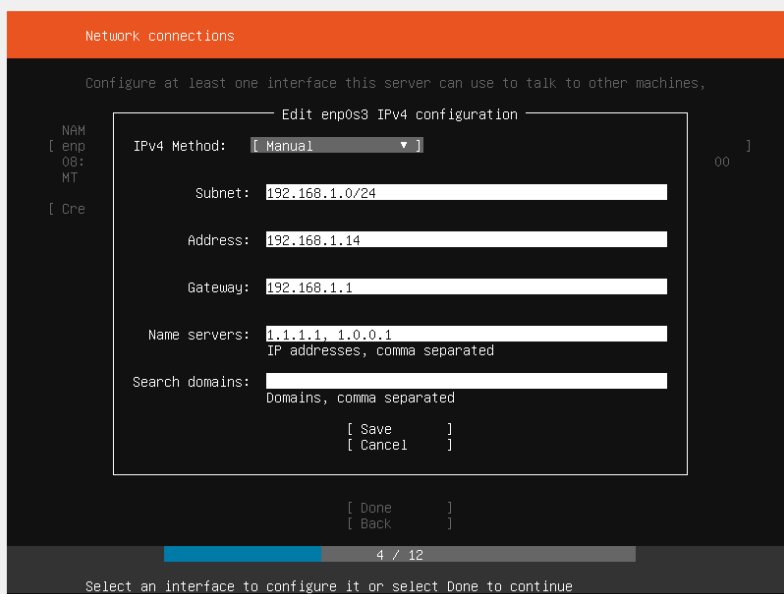 Network connections
Configure at least one interface this server can use to talk to other machines,
Edit enp0s3 IPv4 configuration
NAM
[ enp ]
08: 00
MT
[ Cre
IPv4 Method: [ Manual ▼ ]
Subnet: 192.168.1.0/24
Address: 192.168.1.14
Gateway: 192.168.1.1
Name servers: 1.1.1.1, 1.0.0.1
IP addresses, comma separated
Search domains:
Domains, comma separated
[ Save ]
[ Cancel ]
[ Done ]
[ Back ]
4 / 12
Select an interface to configure it or select Done to continue